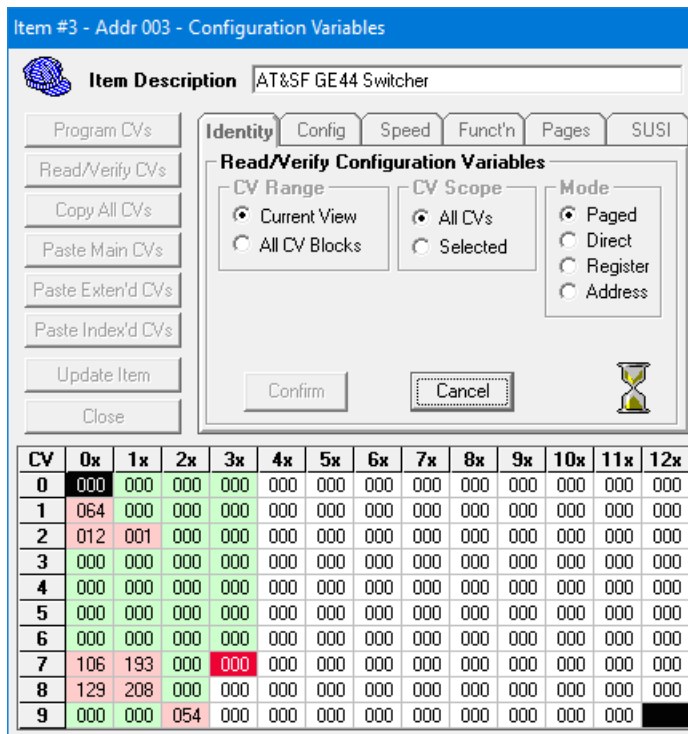 Item #3 - Addr 003 - Configuration Variables
Item Description AT&SF GE44 Switcher
Program CVs
Read/Verify CVs
Copy All CVs
Paste Main CVs
Paste Exten'd CVs
Paste Index'd CVs
Update Item
Close
Identity Config Speed Funct'n Pages SUSI
Read/Verify Configuration Variables
CV Range
Current View
All CV Blocks
CV Scope
All CVs
Selected
Mode
Paged
Direct
Register
Address
Confirm Cancel
CV 0x 1x 2x 3x 4x 5x 6x 7x 8x 9x 10x 11x 12x
0 000 000 000 000 000 000 000 000 000 000 000 000 000
1 064 000 000 000 000 000 000 000 000 000 000 000 000
2 012 001 000 000 000 000 000 000 000 000 000 000 000
3 000 000 000 000 000 000 000 000 000 000 000 000 000
4 000 000 000 000 000 000 000 000 000 000 000 000 000
5 000 000 000 000 000 000 000 000 000 000 000 000 000
6 000 000 000 000 000 000 000 000 000 000 000 000 000
7 106 193 000 000 000 000 000 000 000 000 000 000 000
8 129 208 000 000 000 000 000 000 000 000 000 000 000
9 000 000 054 000 000 000 000 000 000 000 000 000